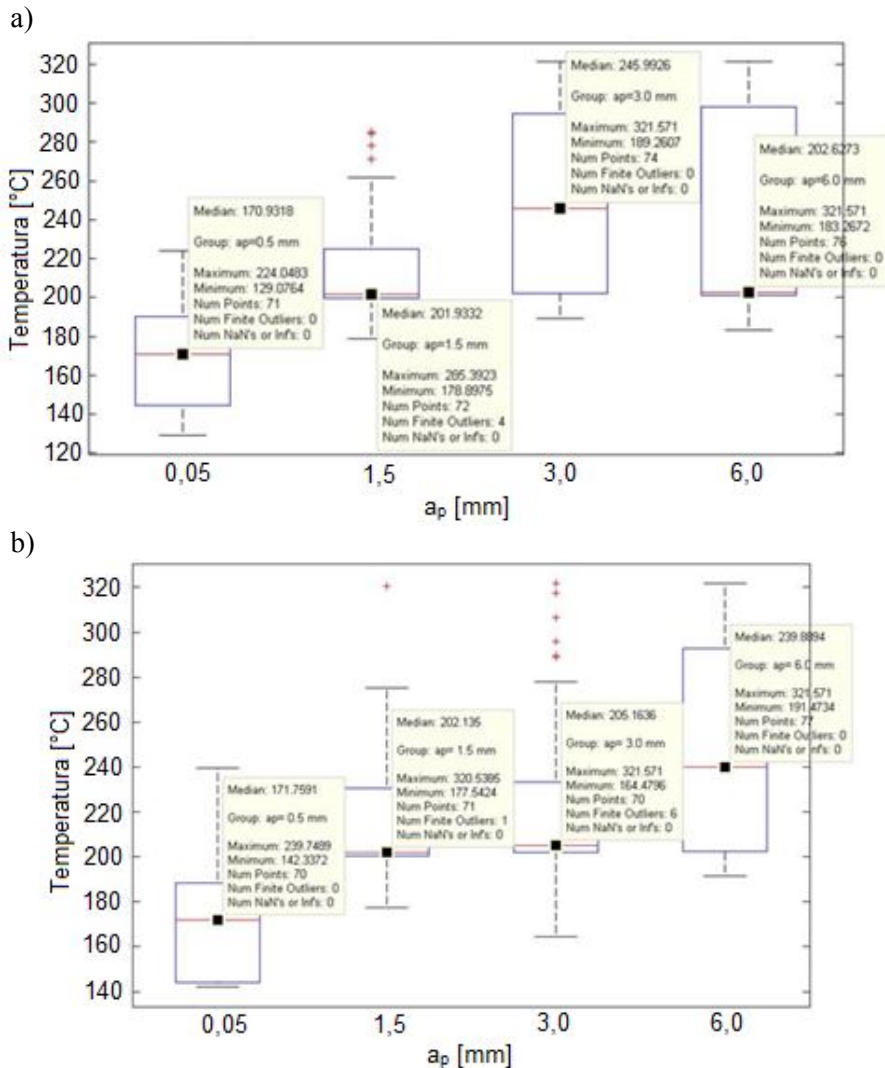 a)
Temperatura [°C]
320
300
280
260
240
220
200
180
160
140
120
Median: 170.9318
Group: ap=0.5 mm
Maximum: 224.0483
Minimum: 129.0764
Num Points: 71
Num Finite Outliers: 0
Num NaN's or Infs: 0
Median: 201.9332
Group: ap=1.5 mm
Maximum: 285.3923
Minimum: 178.8975
Num Points: 72
Num Finite Outliers: 4
Num NaN's or Infs: 0
Median: 245.9926
Group: ap=3.0 mm
Maximum: 321.571
Minimum: 189.2607
Num Points: 74
Num Finite Outliers: 0
Num NaN's or Infs: 0
Median: 202.6273
Group: ap=6.0 mm
Maximum: 321.571
Minimum: 183.2672
Num Points: 76
Num Finite Outliers: 0
Num NaN's or Infs: 0
0,05 1,5 3,0 6,0
aₚ [mm]
b)
Temperatura [°C]
320
300
280
260
240
220
200
180
160
140
Median: 171.7591
Group: ap= 0.5 mm
Maximum: 239.7489
Minimum: 142.3372
Num Points: 70
Num Finite Outliers: 0
Num NaN's or Infs: 0
Median: 202.135
Group: ap= 1.5 mm
Maximum: 320.5385
Minimum: 177.5424
Num Points: 71
Num Finite Outliers: 1
Num NaN's or Infs: 0
Median: 205.1636
Group: ap= 3.0 mm
Maximum: 321.571
Minimum: 164.4796
Num Points: 70
Num Finite Outliers: 6
Num NaN's or Infs: 0
Median: 239.8894
Group: ap= 6.0 mm
Maximum: 321.571
Minimum: 191.4734
Num Points: 77
Num Finite Outliers: 0
Num NaN's or Infs: 0
0,05 1,5 3,0 6,0
aₚ [mm]